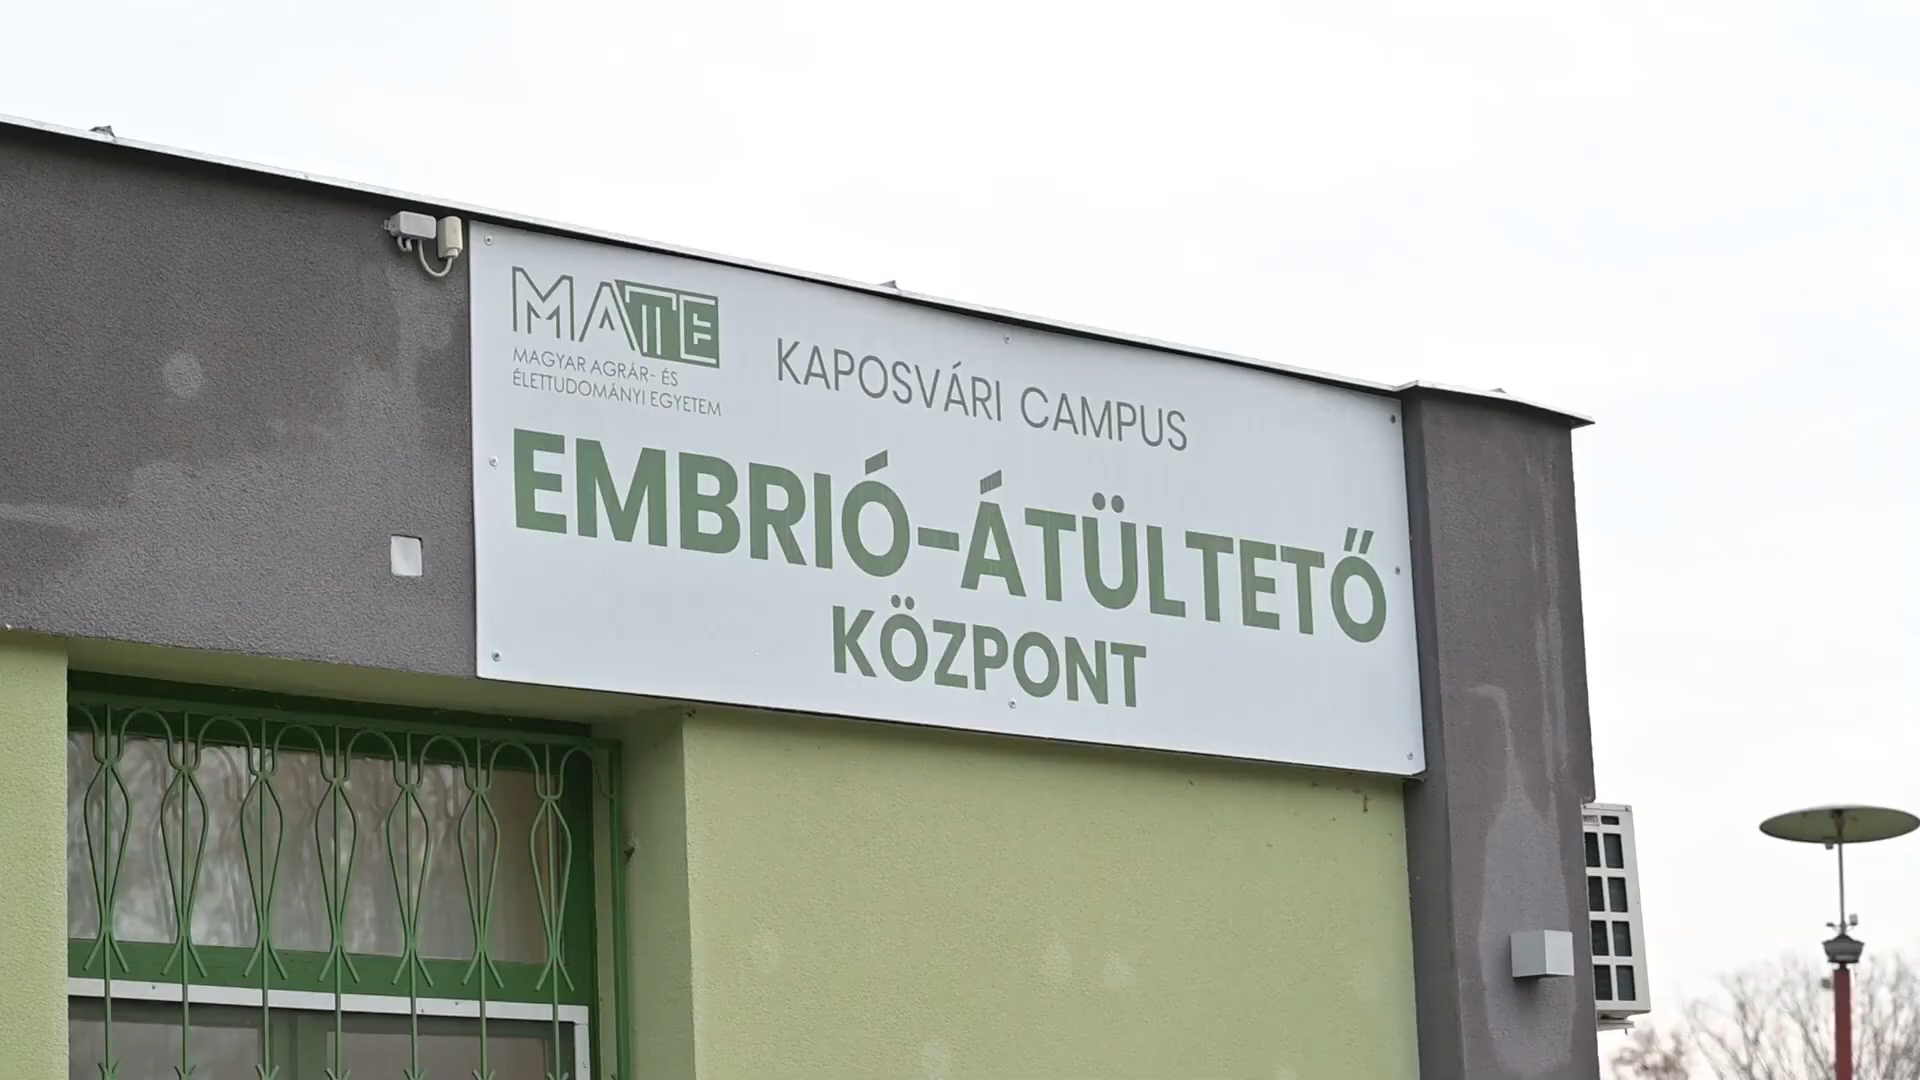 MATE
MAGYAR AGRÁR- ÉS
ÉLETTUDOMÁNYI EGYETEM
KAPOSVÁRI CAMPUS
EMBRIÓ-ÁTÜLTETŐ
KÖZPONT